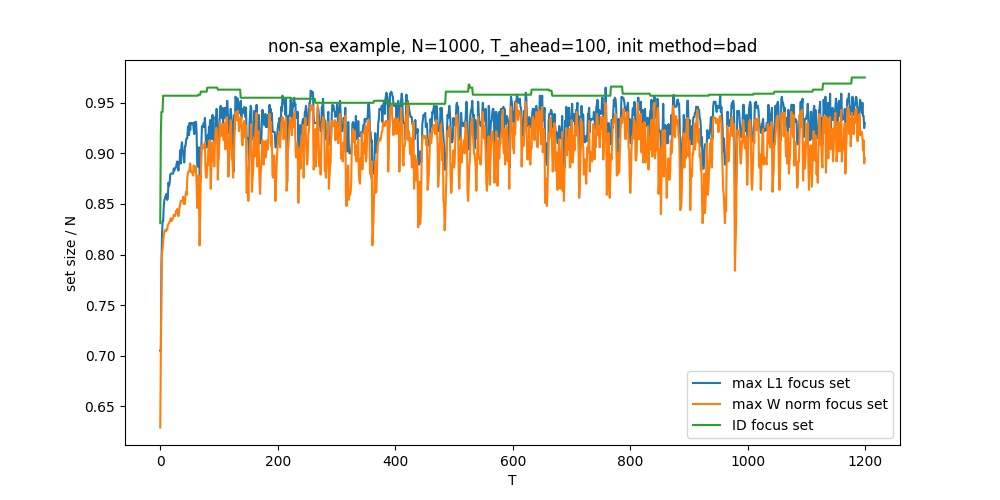 non-sa example, N=1000, T_ahead=100, init method=bad
set size / N
0.95
0.90
0.85
0.80
0.75
0.70
0.65
max L1 focus set
max W norm focus set
ID focus set
0 200 400 600 800 1000 1200
T